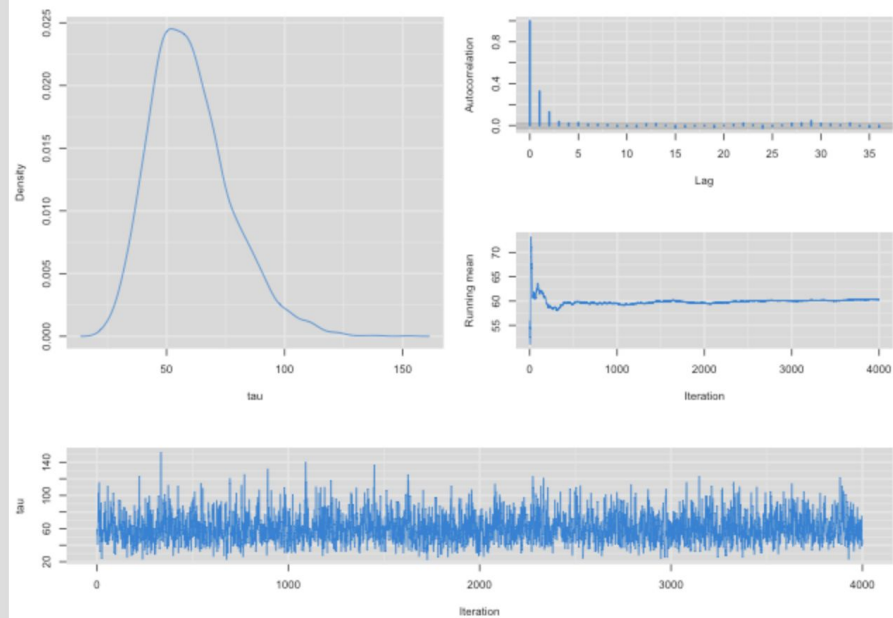 Density
0.000 0.005 0.010 0.015 0.020 0.025
50 100 150
tau
Autocorrelation
0.0 0.4 0.8
0 5 10 15 20 25 30 35
Lag
Running mean
55 60 65 70
0 1000 2000 3000 4000
Iteration
tau
20 60 100 140
0 1000 2000 3000 4000
Iteration